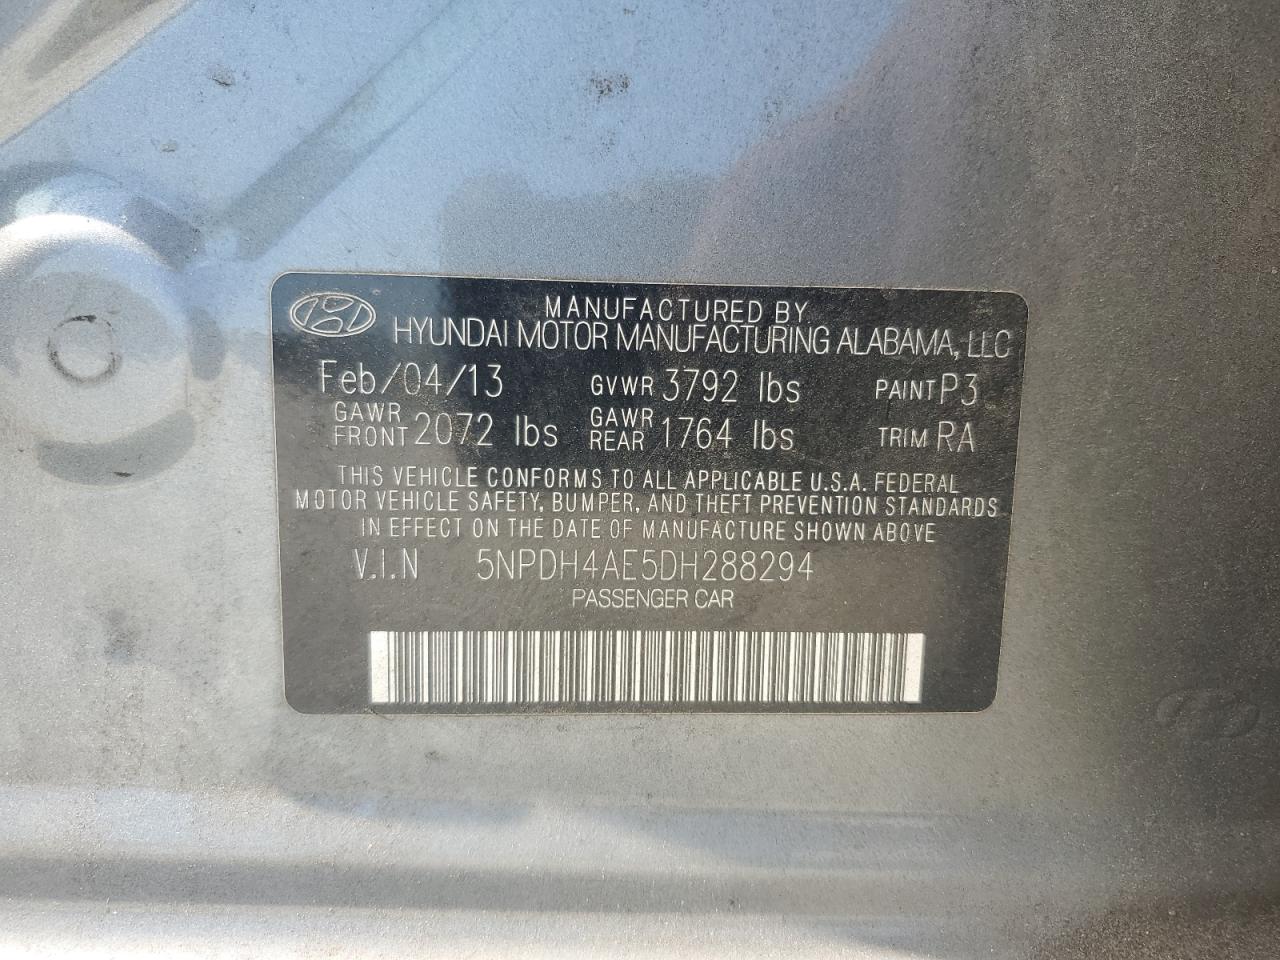 MANUFACTURED BY
HYUNDAI MOTOR MANUFACTURING ALABAMA, LLC
Feb/04/13 GVWR 3792 lbs PAINT P3
GAWR FRONT 2072 lbs GAWR REAR 1764 lbs TRIM RA
THIS VEHICLE CONFORMS TO ALL APPLICABLE U.S.A. FEDERAL
MOTOR VEHICLE SAFETY, BUMPER, AND THEFT PREVENTION STANDARDS
IN EFFECT ON THE DATE OF MANUFACTURE SHOWN ABOVE
V.I.N 5NPDH4AE5DH288294
PASSENGER CAR